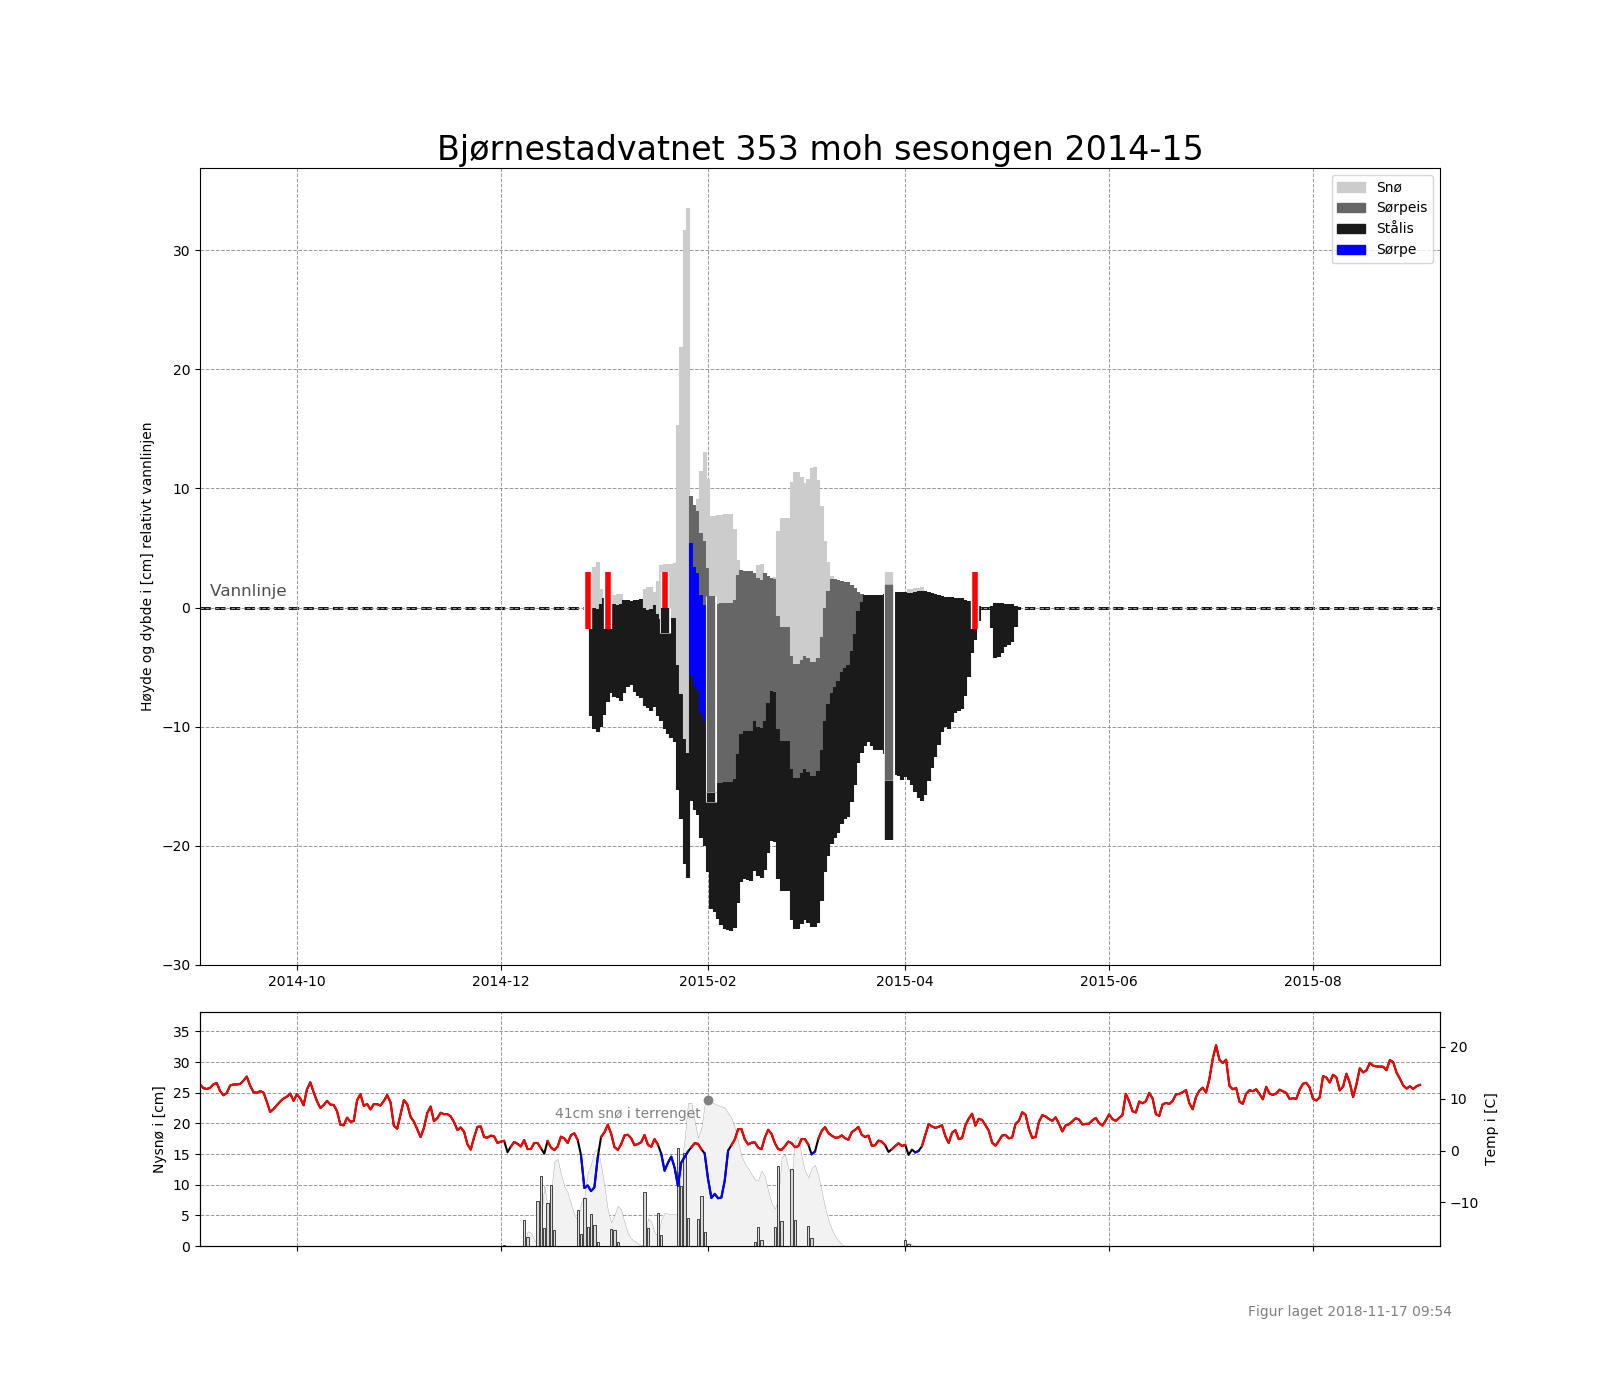 Bjørnestadvatnet 353 moh sesongen 2014-15
Snø
Sørpeis
Stålis
Sørpe
30
20
10
0
−10
−20
−30
Høyde og dybde i [cm] relativt vannlinjen
Vannlinje
2014-10
2014-12
2015-02
2015-04
2015-06
2015-08
35
30
25
20
15
10
5
0
Nysnø i [cm]
41cm snø i terrenget
20
10
0
−10
Temp i [C]
Figur laget 2018-11-17 09:54